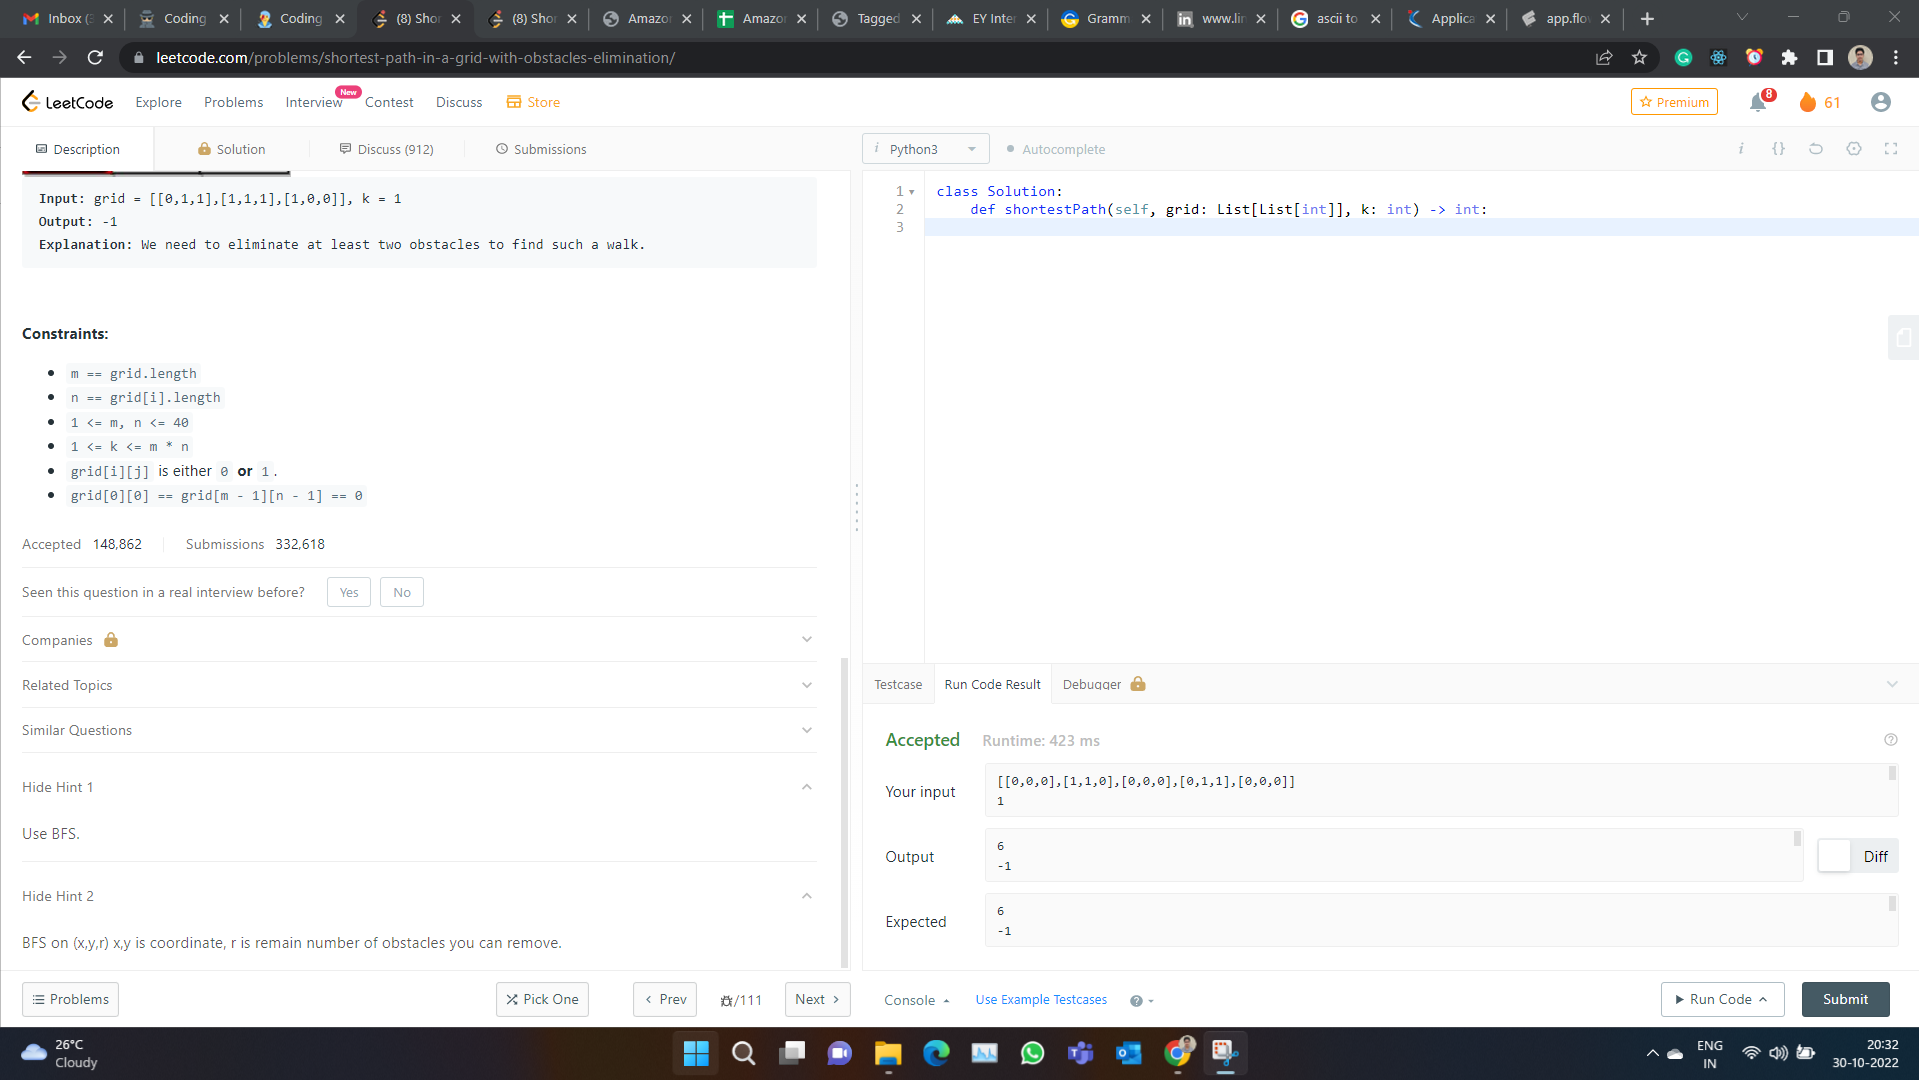 Inbox (3
Coding
Coding
(8) Shor
(8) Shor
Amazon
Amazon
Tagged
EY Inter
Gramm
www.lin
ascii to
Applica
app.flow
leetcode.com/problems/shortest-path-in-a-grid-with-obstacles-elimination/
LeetCode Explore Problems Interview New Contest Discuss Store Premium 8 61
Description Solution Discuss (912) Submissions
Input: grid = [[0,1,1],[1,1,1],[1,0,0]], k = 1
Output: -1
Explanation: We need to eliminate at least two obstacles to find such a walk.
Constraints:
m == grid.length
n == grid[i].length
1 <= m, n <= 40
1 <= k <= m * n
grid[i][j] is either 0 or 1.
grid[0][0] == grid[m - 1][n - 1] == 0
Accepted 148,862 Submissions 332,618
Seen this question in a real interview before? Yes No
Companies
Related Topics
Similar Questions
Hide Hint 1
Use BFS.
Hide Hint 2
BFS on (x,y,r) x,y is coordinate, r is remain number of obstacles you can remove.
Problems Pick One Prev /111 Next
i Python3 Autocomplete i {}
1 class Solution:
2 def shortestPath(self, grid: List[List[int]], k: int) -> int:
3
Testcase Run Code Result Debugger
Accepted Runtime: 423 ms
Your input
[[0,0,0],[1,1,0],[0,0,0],[0,1,1],[0,0,0]]
1
Output
6
-1
Diff
Expected
6
-1
Console Use Example Testcases Run Code Submit
26°C
Cloudy
ENG
IN
20:32
30-10-2022